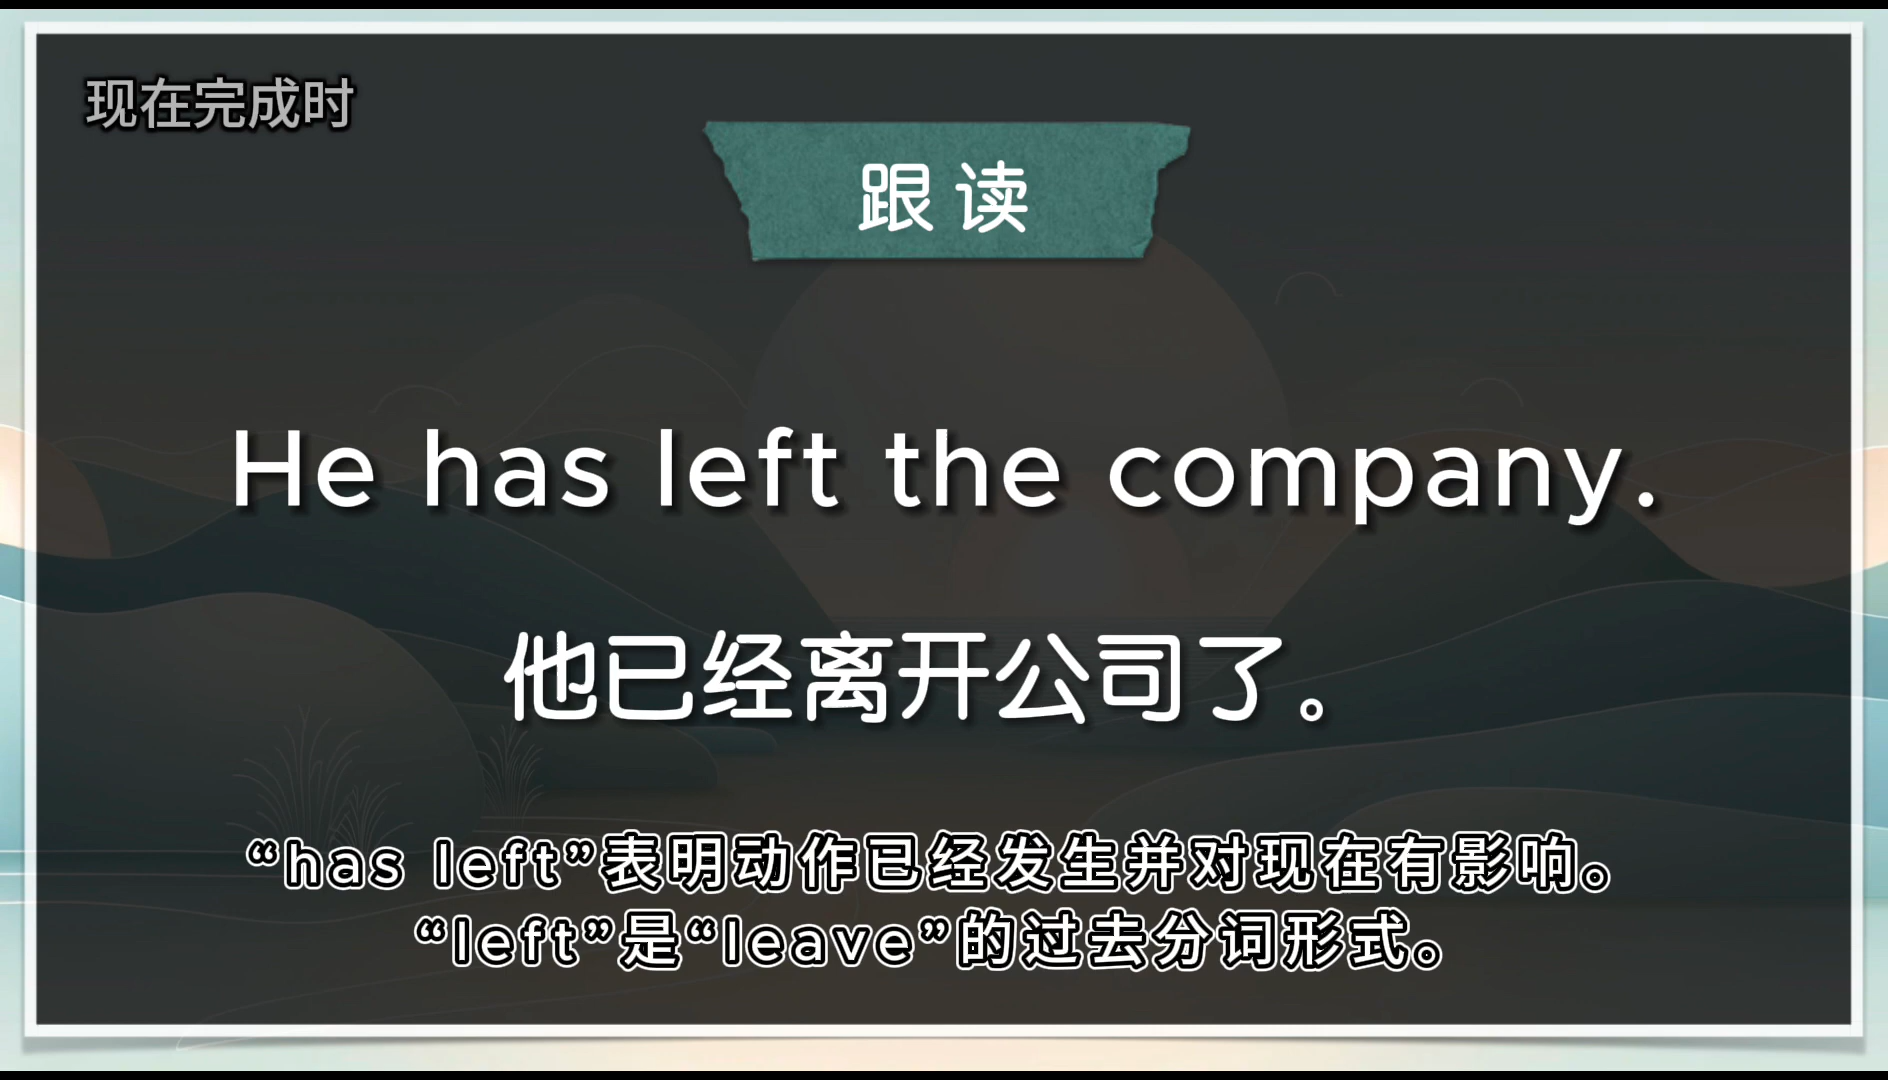 现在完成时
跟读
He has left the company.
他已经离开公司了。
“has left”表明动作已经发生并对现在有影响。
“left”是“leave”的过去分词形式。